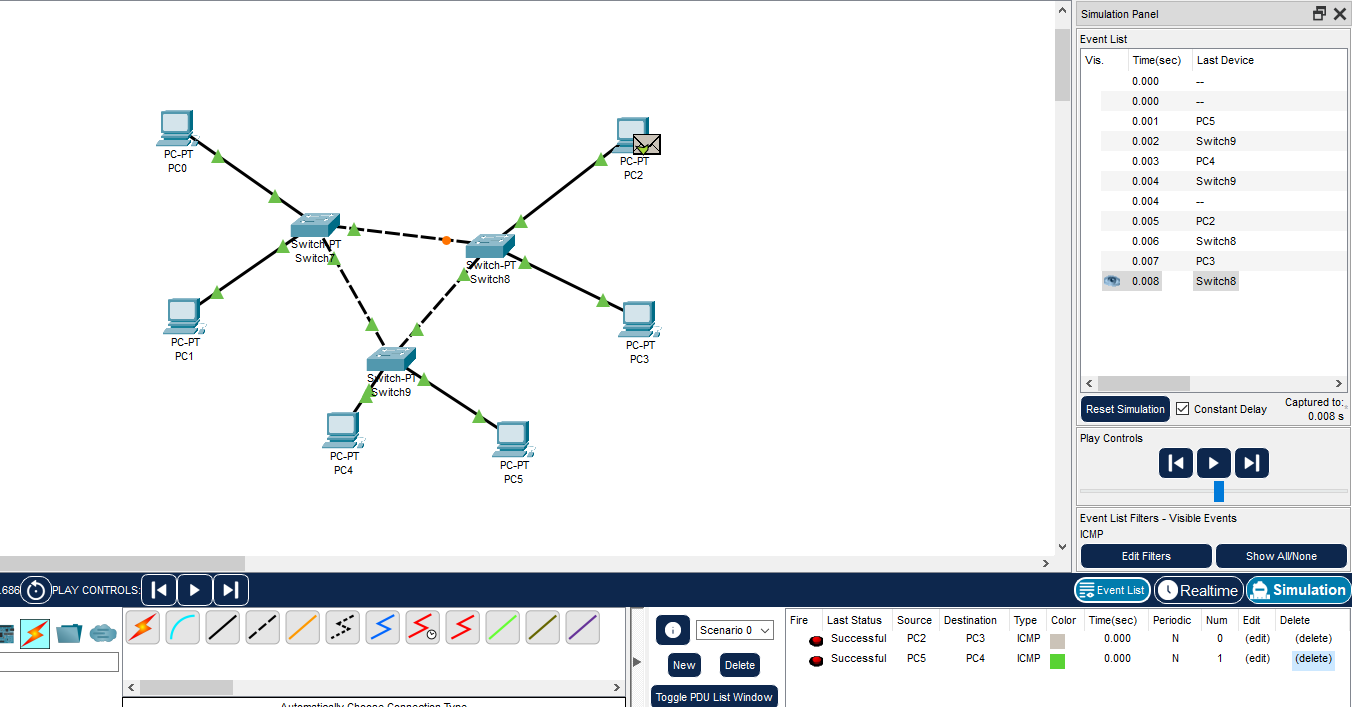 Simulation Panel
Event List
Vis. Time(sec) Last Device
0.000 --
0.000 --
0.001 PC5
0.002 Switch9
0.003 PC4
0.004 Switch9
0.004 --
0.005 PC2
0.006 Switch8
0.007 PC3
0.008 Switch8
Reset Simulation Constant Delay Captured to:
0.008 s
Play Controls
Event List Filters - Visible Events
ICMP
Edit Filters Show All/None
PC-PT
PC0
PC-PT
PC2
Switch-PT
Switch7
Switch-PT
Switch8
PC-PT
PC1
PC-PT
PC3
Switch-PT
Switch9
PC-PT
PC4
PC-PT
PC5
.686 PLAY CONTROLS: Event List Realtime Simulation
Scenario 0
New Delete
Toggle PDU List Window
Fire Last Status Source Destination Type Color Time(sec) Periodic Num Edit Delete
Successful PC2 PC3 ICMP 0.000 N 0 (edit) (delete)
Successful PC5 PC4 ICMP 0.000 N 1 (edit) (delete)
Automatically Choose Connection Type